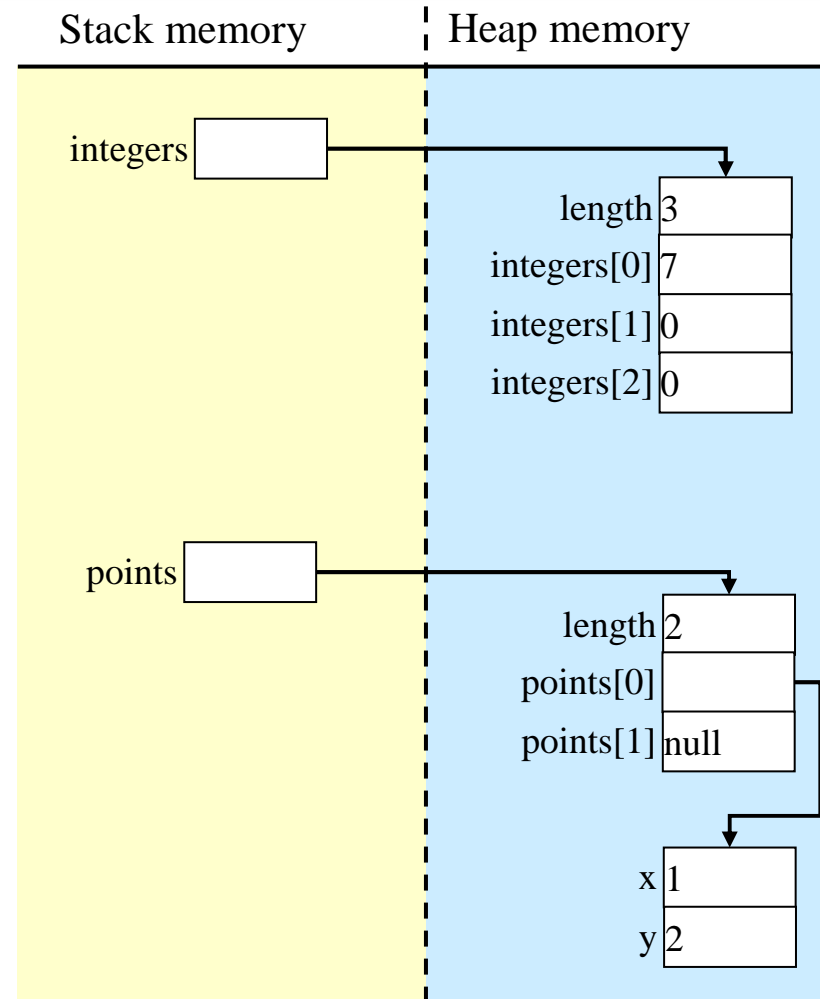 Stack memory
Heap memory
integers
length 3
integers[0] 7
integers[1] 0
integers[2] 0
points
length 2
points[0]
points[1] null
x 1
y 2